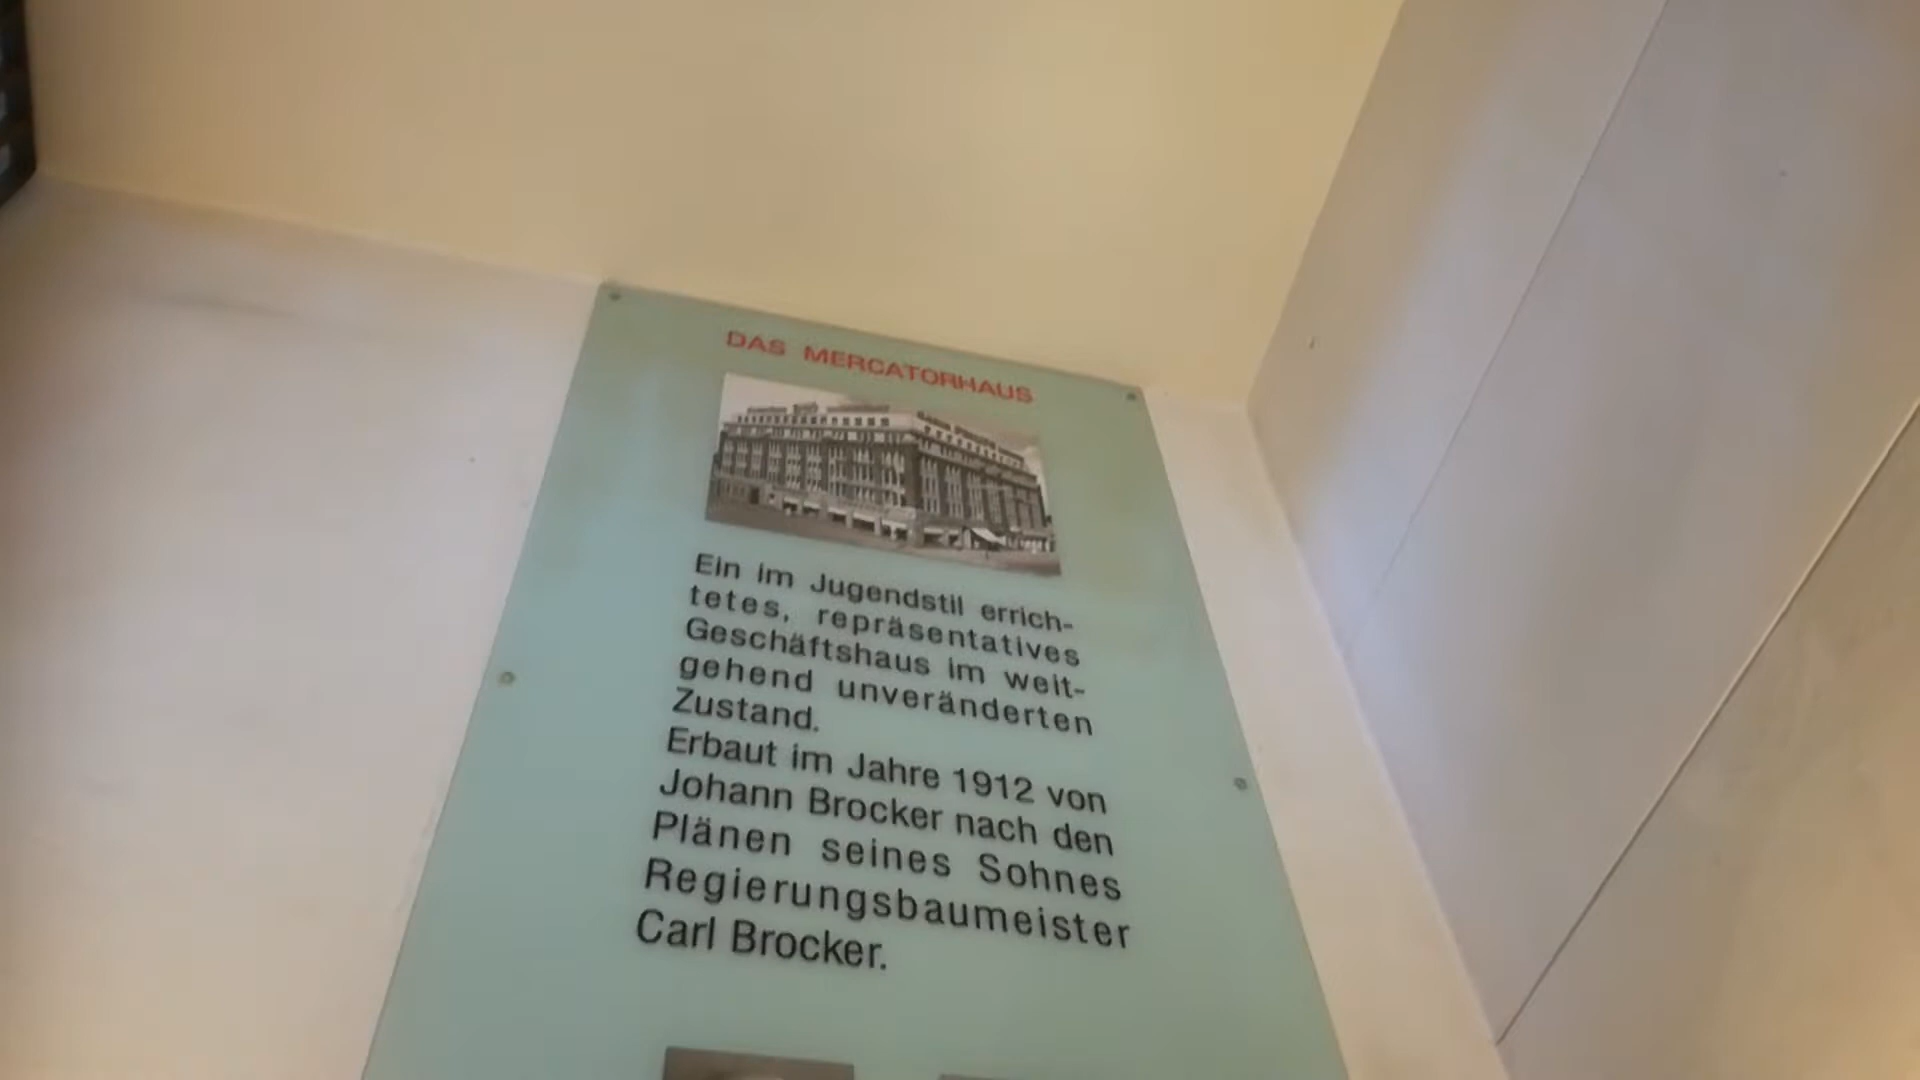 DAS MERCATORHAUS
Ein im Jugendstil errich-
tetes, repräsentatives
Geschäftshaus im weit-
gehend unveränderten
Zustand.
Erbaut im Jahre 1912 von
Johann Brocker nach den
Plänen seines Sohnes
Regierungsbaumeister
Carl Brocker.